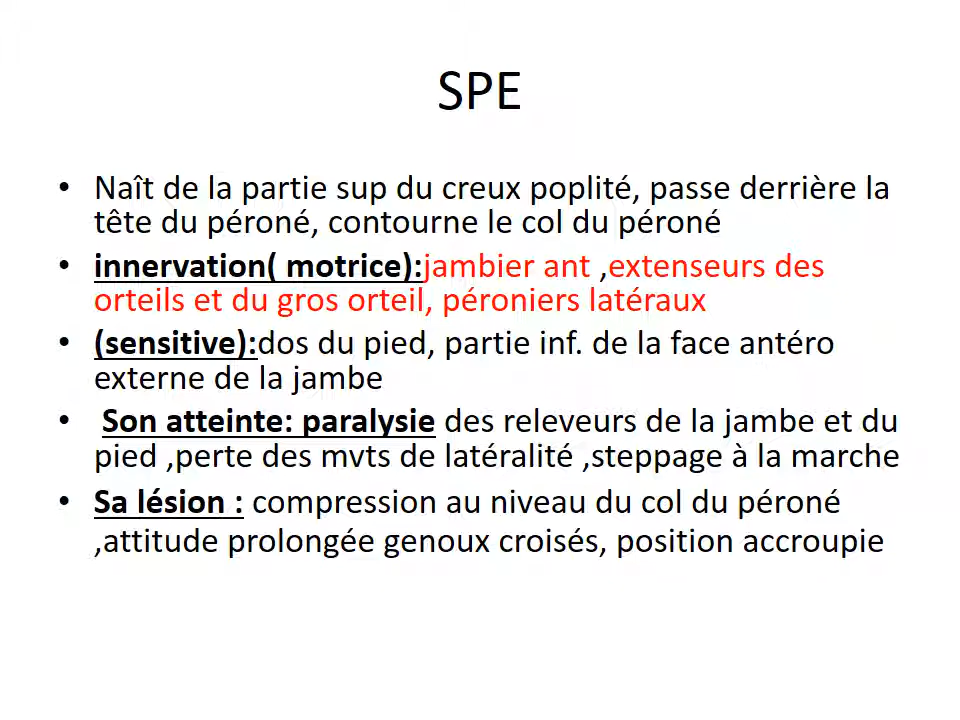 SPE
• Naît de la partie sup du creux poplité, passe derrière la
tête du péroné, contourne le col du péroné
• innervation( motrice):jambier ant ,extenseurs des
orteils et du gros orteil, péroniers latéraux
• (sensitive):dos du pied, partie inf. de la face antéro
externe de la jambe
• Son atteinte: paralysie des releveurs de la jambe et du
pied ,perte des mvts de latéralité ,steppage à la marche
• Sa lésion : compression au niveau du col du péroné
,attitude prolongée genoux croisés, position accroupie